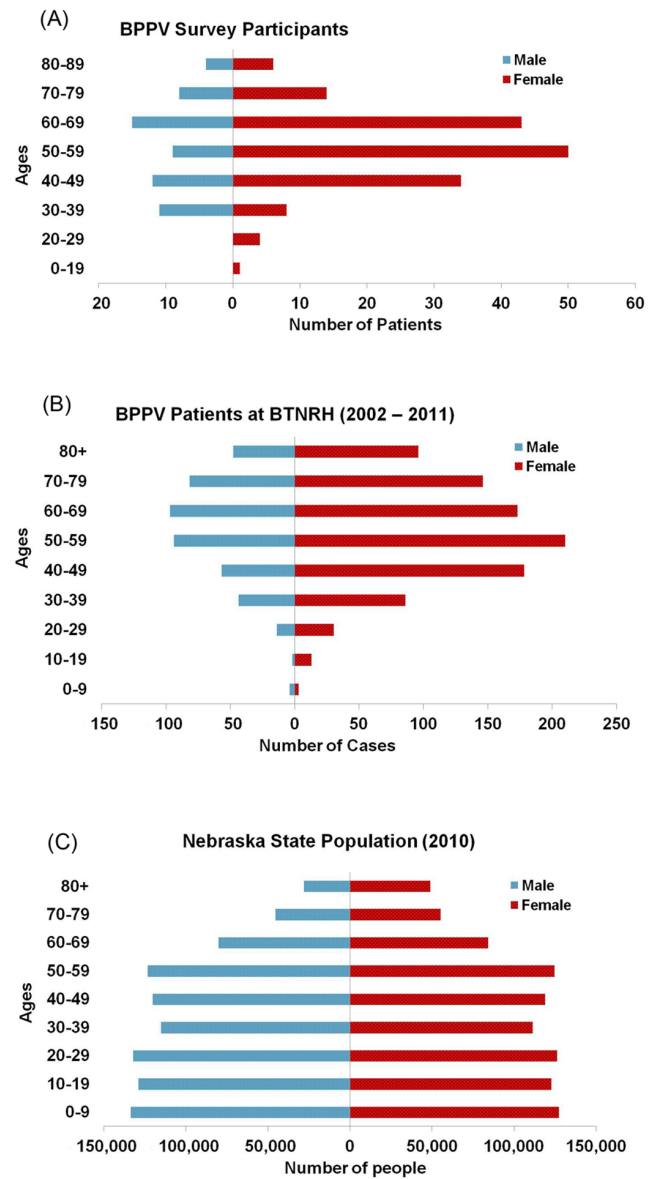 (A)
BPPV Survey Participants
Male
Female
80-89
70-79
60-69
50-59
40-49
30-39
20-29
0-19
Ages
20 10 0 10 20 30 40 50 60
Number of Patients
(B)
BPPV Patients at BTNRH (2002 – 2011)
Male
Female
80+
70-79
60-69
50-59
40-49
30-39
20-29
10-19
0-9
Ages
150 100 50 0 50 100 150 200 250
Number of Cases
(C)
Nebraska State Population (2010)
Male
Female
80+
70-79
60-69
50-59
40-49
30-39
20-29
10-19
0-9
Ages
150,000 100,000 50,000 0 50,000 100,000 150,000
Number of people